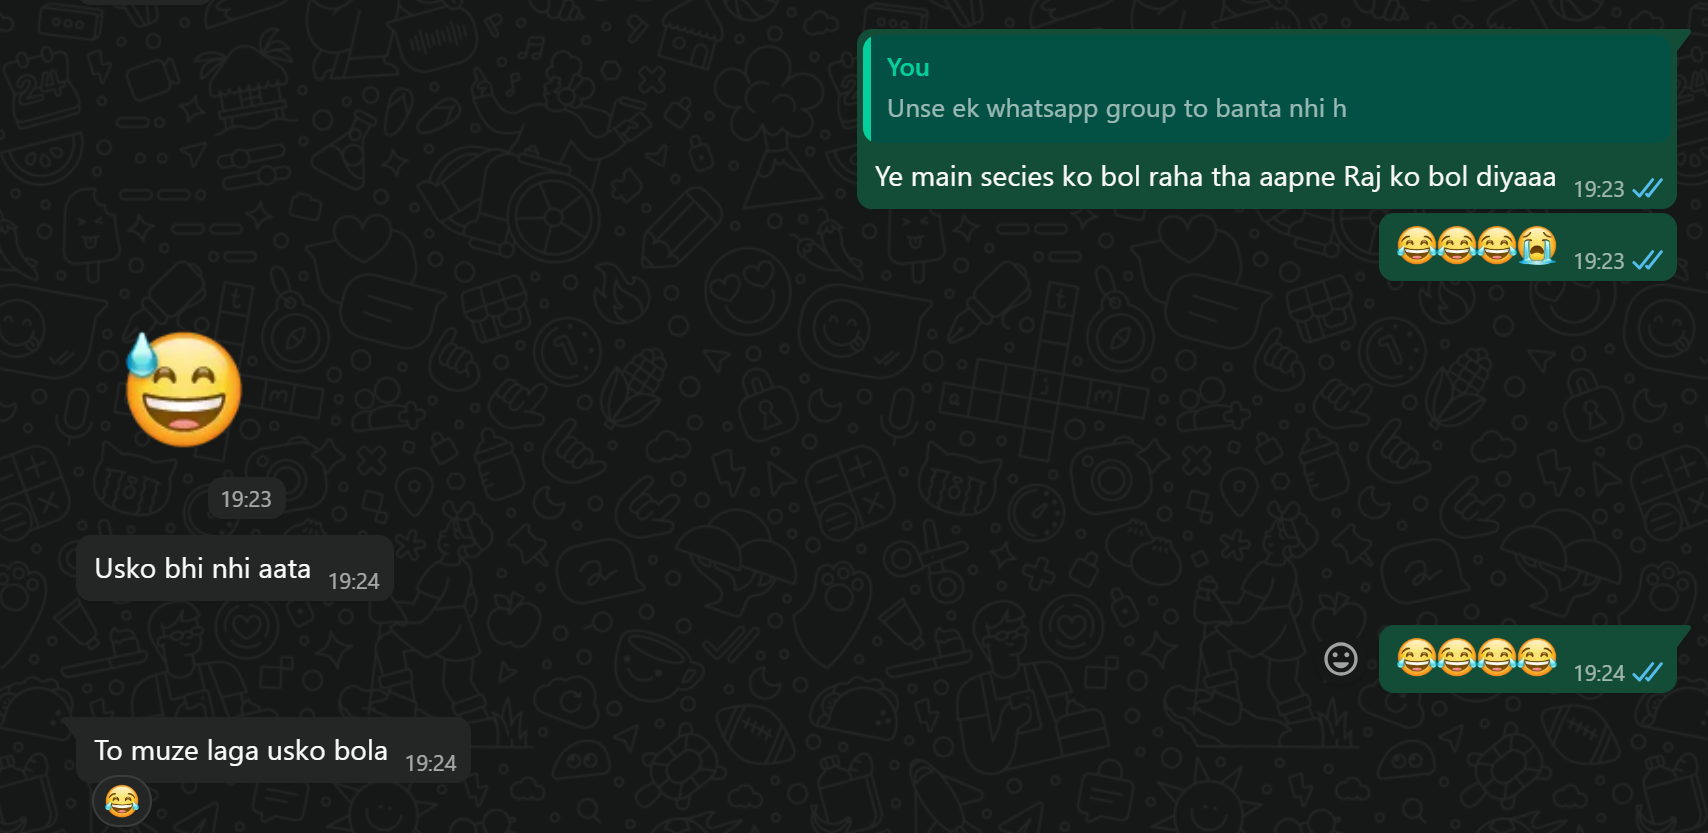 You
Unse ek whatsapp group to banta nhi h
Ye main secies ko bol raha tha aapne Raj ko bol diyaaa 19:23
😂😂😂😭 19:23
😅
19:23
Usko bhi nhi aata 19:24
😂😂😂😂 19:24
To muze laga usko bola 19:24
😂